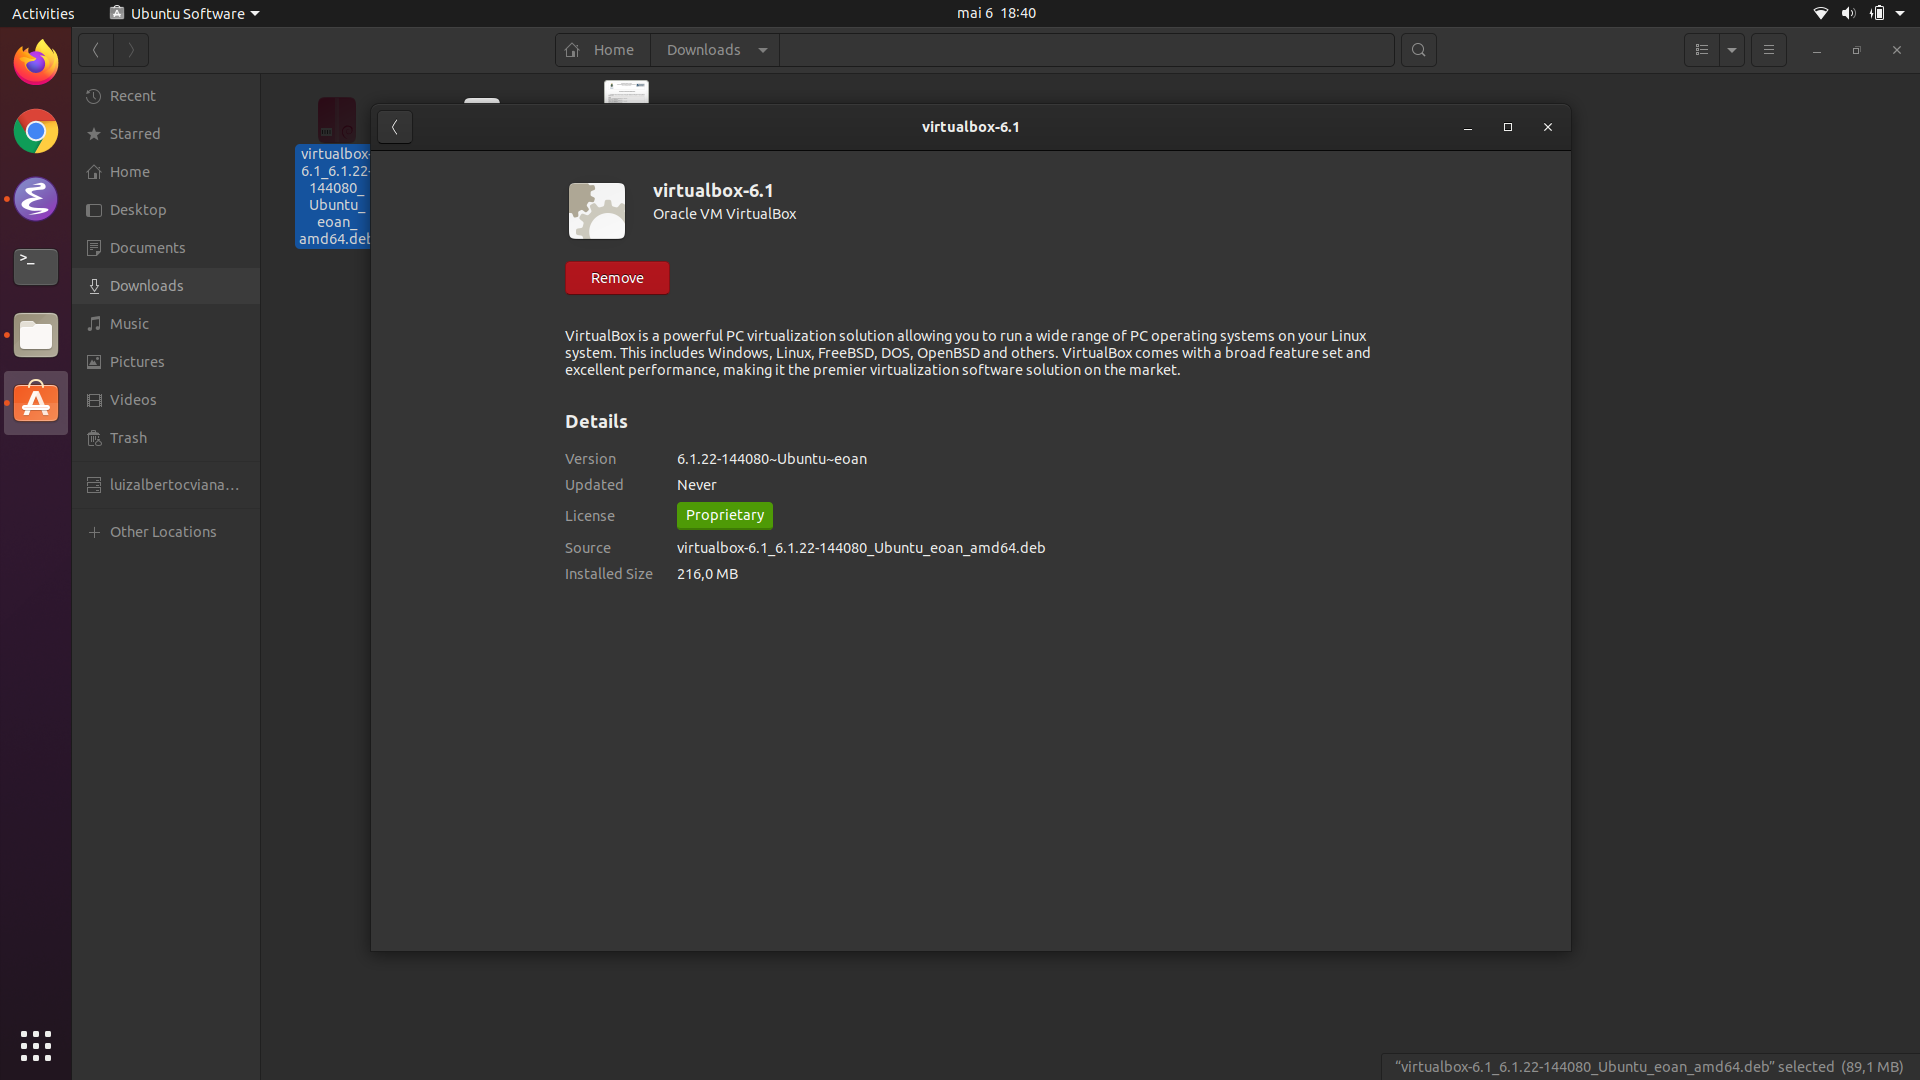 Activities
Ubuntu Software
mai 6 18:40
Home
Downloads
Recent
Starred
Home
Desktop
Documents
Downloads
Music
Pictures
Videos
Trash
luizalbertocviana…
Other Locations
virtualbox-
6.1_6.1.22-
144080_
Ubuntu_
eoan_
amd64.deb
virtualbox-6.1
virtualbox-6.1
Oracle VM VirtualBox
Remove
VirtualBox is a powerful PC virtualization solution allowing you to run a wide range of PC operating systems on your Linux
system. This includes Windows, Linux, FreeBSD, DOS, OpenBSD and others. VirtualBox comes with a broad feature set and
excellent performance, making it the premier virtualization software solution on the market.
Details
Version 6.1.22-144080~Ubuntu~eoan
Updated Never
License Proprietary
Source virtualbox-6.1_6.1.22-144080_Ubuntu_eoan_amd64.deb
Installed Size 216,0 MB
“virtualbox-6.1_6.1.22-144080_Ubuntu_eoan_amd64.deb” selected (89,1 MB)